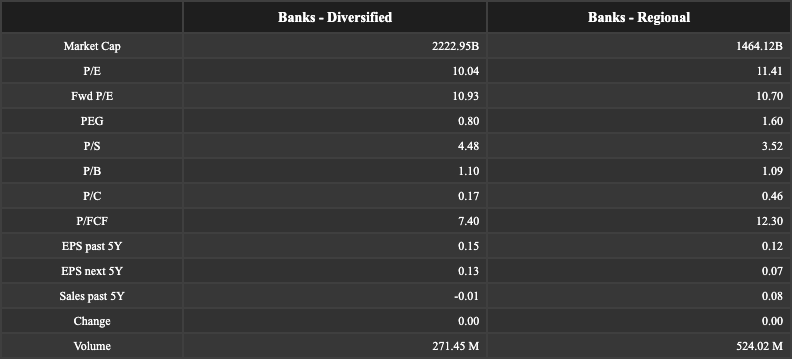 Banks - Diversified Banks - Regional
Market Cap 2222.95B 1464.12B
P/E 10.04 11.41
Fwd P/E 10.93 10.70
PEG 0.80 1.60
P/S 4.48 3.52
P/B 1.10 1.09
P/C 0.17 0.46
P/FCF 7.40 12.30
EPS past 5Y 0.15 0.12
EPS next 5Y 0.13 0.07
Sales past 5Y -0.01 0.08
Change 0.00 0.00
Volume 271.45 M 524.02 M